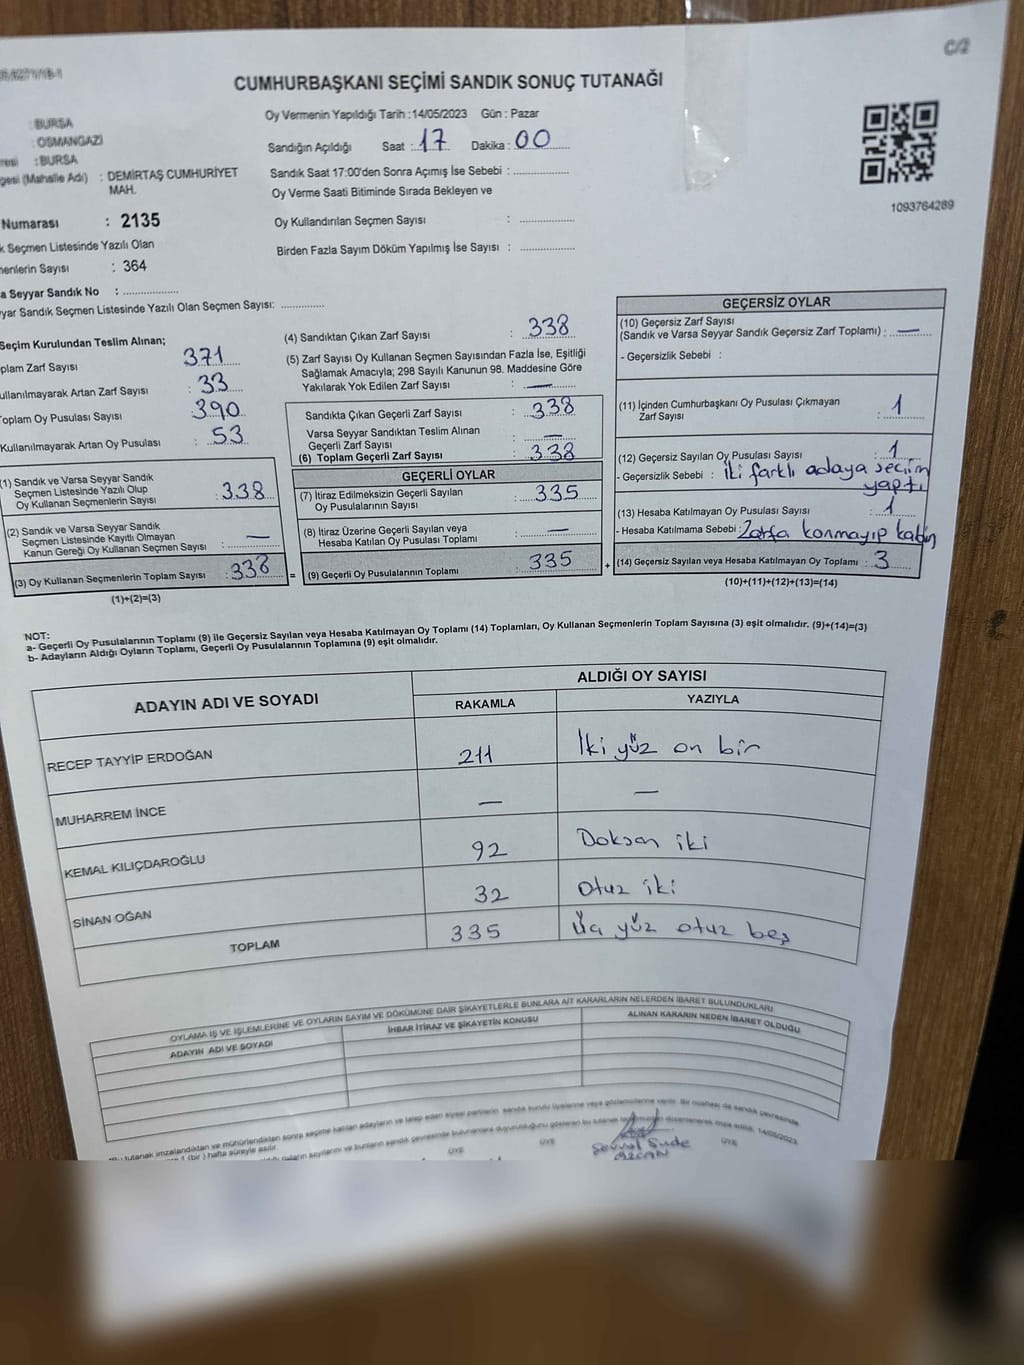 C/2
CUMHURBAŞKANI SEÇİMİ SANDIK SONUÇ TUTANAĞI
: BURSA
: OSMANGAZİ
: BURSA
gesi (Mahalle Adı) : DEMİRTAŞ CUMHURİYET
MAH.
Numarası : 2135
k Seçmen Listesinde Yazılı Olan
menlerin Sayısı : 364
a Seyyar Sandık No :
yar Sandık Seçmen Listesinde Yazılı Olan Seçmen Sayısı:
Oy Vermenin Yapıldığı Tarih :14/05/2023 Gün : Pazar
Sandığın Açıldığı Saat : 17 Dakika : 00
Sandık Saat 17:00'den Sonra Açımış İse Sebebi :
Oy Verme Saati Bitiminde Sırada Bekleyen ve
Oy Kullandırılan Seçmen Sayısı :
Birden Fazla Sayım Döküm Yapılmış İse Sayısı :
1093764289
Seçim Kurulundan Teslim Alınan;
plam Zarf Sayısı : 371
ullanılmayarak Artan Zarf Sayısı : 33
Toplam Oy Pusulası Sayısı : 390
Kullanılmayarak Artan Oy Pusulası : 53
(1) Sandık ve Varsa Seyyar Sandık
Seçmen Listesinde Yazılı Olup
Oy Kullanan Seçmenlerin Sayısı : 338
(2) Sandık ve Varsa Seyyar Sandık
Seçmen Listesinde Kayıtlı Olmayan
Kanun Gereği Oy Kullanan Seçmen Sayısı : —
(3) Oy Kullanan Seçmenlerin Toplam Sayısı : 338
(1)+(2)=(3)
(4) Sandıktan Çıkan Zarf Sayısı : 338
(5) Zarf Sayısı Oy Kullanan Seçmen Sayısından Fazla İse, Eşitliği
Sağlamak Amacıyla; 298 Sayılı Kanunun 98. Maddesine Göre
Yakılarak Yok Edilen Zarf Sayısı : —
Sandıkta Çıkan Geçerli Zarf Sayısı : 338
Varsa Seyyar Sandıktan Teslim Alınan
Geçerli Zarf Sayısı : —
(6) Toplam Geçerli Zarf Sayısı : 338
GEÇERLİ OYLAR
(7) İtiraz Edilmeksizin Geçerli Sayılan
Oy Pusulalarının Sayısı : 335
(8) İtiraz Üzerine Geçerli Sayılan veya
Hesaba Katılan Oy Pusulası Toplamı : —
= (9) Geçerli Oy Pusulalarının Toplamı : 335
GEÇERSİZ OYLAR
(10) Geçersiz Zarf Sayısı
(Sandık ve Varsa Seyyar Sandık Geçersiz Zarf Toplamı) : —
- Geçersizlik Sebebi :
(11) İçinden Cumhurbaşkanı Oy Pusulası Çıkmayan
Zarf Sayısı : 1
(12) Geçersiz Sayılan Oy Pusulası Sayısı : 1
- Geçersizlik Sebebi : İki farklı adaya seçim
yaptı
(13) Hesaba Katılmayan Oy Pusulası Sayısı : 1
- Hesaba Katılmama Sebebi : Zarfa konmayıp
+ (14) Geçersiz Sayılan veya Hesaba Katılmayan Oy Toplamı : 3
(10)+(11)+(12)+(13)=(14)
NOT:
a- Geçerli Oy Pusulalarının Toplamı (9) ile Geçersiz Sayılan veya Hesaba Katılmayan Oy Toplamı (14) Toplamları, Oy Kullanan Seçmenlerin Toplam Sayısına (3) eşit olmalıdır. (9)+(14)=(3)
b- Adayların Aldığı Oyların Toplamı, Geçerli Oy Pusulalarının Toplamına (9) eşit olmalıdır.
ADAYIN ADI VE SOYADI
ALDIĞI OY SAYISI
RAKAMLA YAZIYLA
RECEP TAYYİP ERDOĞAN 211 İki yüz on bir
MUHARREM İNCE — —
KEMAL KILIÇDAROĞLU 92 Doksan iki
SİNAN OĞAN 32 otuz iki
TOPLAM 335 Üç yüz otuz beş
OYLAMA İŞ VE İŞLEMLERİNE VE OYLARIN SAYIM VE DÖKÜMÜNE DAİR ŞİKAYETLERLE BUNLARA AİT KARARLARIN NELERDEN İBARET BULUNDUKLARI
ADAYIN ADI VE SOYADI İHBAR İTİRAZ VE ŞİKAYETİN KONUSU ALINAN KARARIN NEDEN İBARET OLDUĞU
ÜYE ÜYE ÜYE